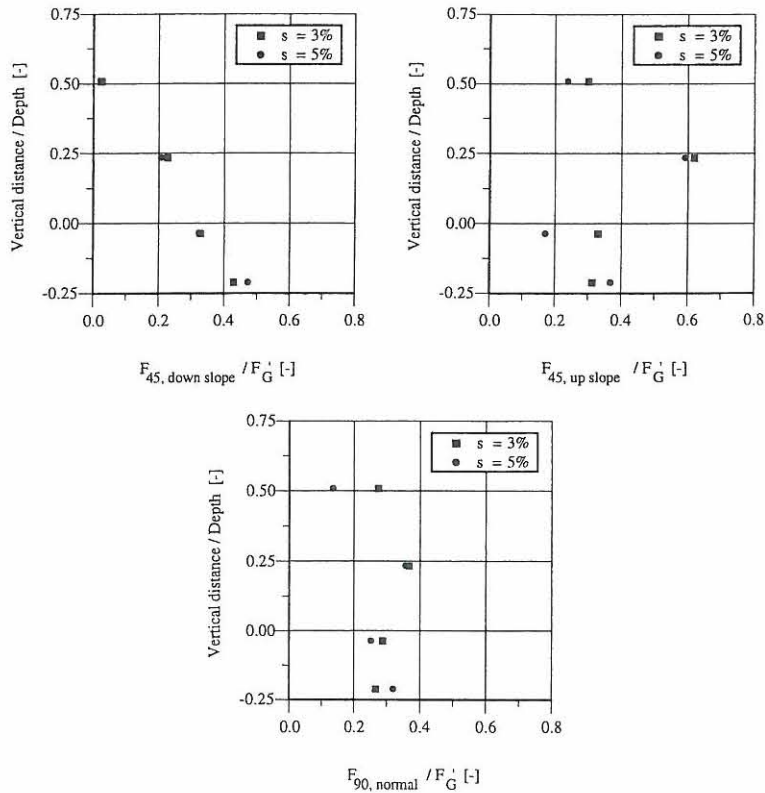 0.75
s = 3%
s = 5%
0.50
0.25
0.00
-0.25
Vertical distance / Depth [-]
0.0 0.2 0.4 0.6 0.8
F45, down slope / F'G [-]
0.75
s = 3%
s = 5%
0.50
0.25
0.00
-0.25
Vertical distance / Depth [-]
0.0 0.2 0.4 0.6 0.8
F45, up slope / F'G [-]
0.75
s = 3%
s = 5%
0.50
0.25
0.00
-0.25
Vertical distance / Depth [-]
0.0 0.2 0.4 0.6 0.8
F90, normal / F'G [-]